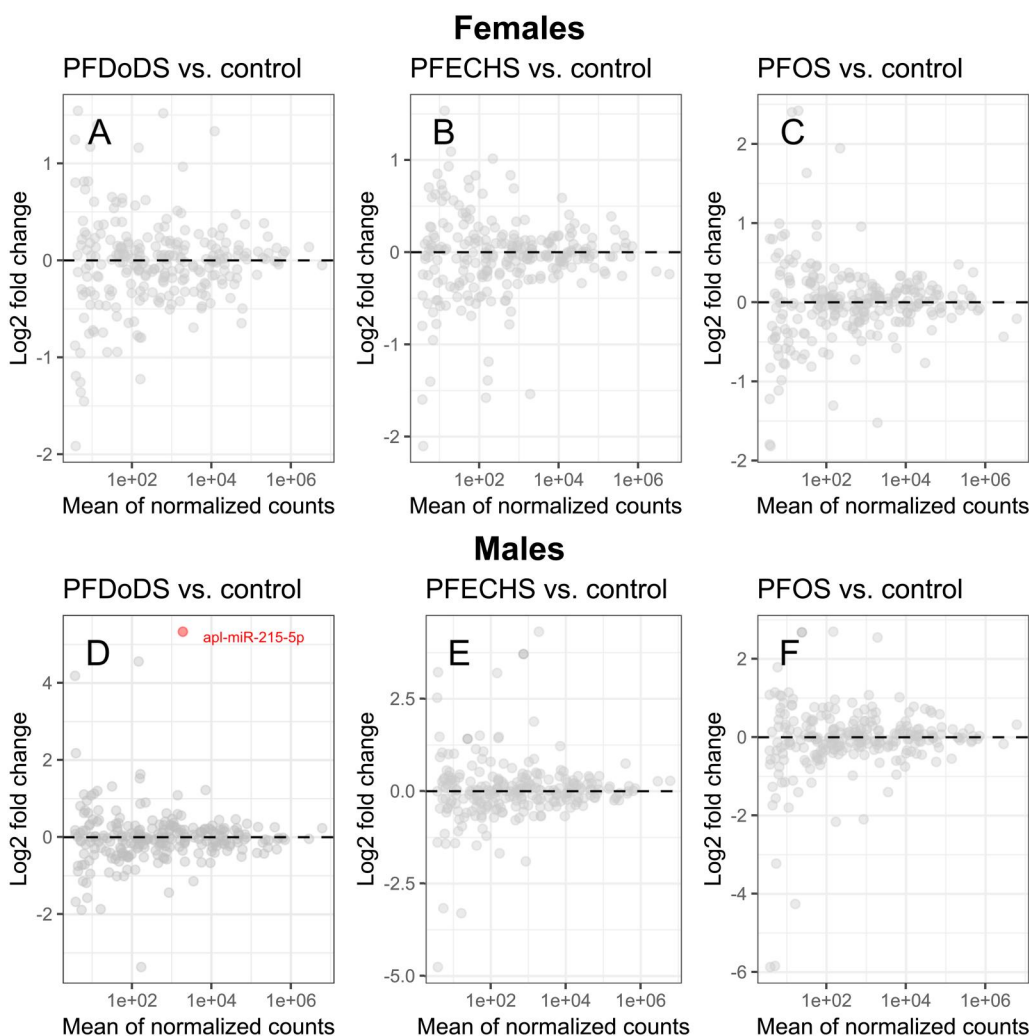 Females
PFDoDS vs. control
PFECHS vs. control
PFOS vs. control
A
B
C
Log2 fold change
1
0
-1
-2
Log2 fold change
1
0
-1
-2
Log2 fold change
2
1
0
-1
-2
1e+02 1e+04 1e+06
1e+02 1e+04 1e+06
1e+02 1e+04 1e+06
Mean of normalized counts
Mean of normalized counts
Mean of normalized counts
Males
PFDoDS vs. control
PFECHS vs. control
PFOS vs. control
D
apl-miR-215-5p
E
F
Log2 fold change
4
2
0
-2
Log2 fold change
2.5
0.0
-2.5
-5.0
Log2 fold change
2
0
-2
-4
-6
1e+02 1e+04 1e+06
1e+02 1e+04 1e+06
1e+02 1e+04 1e+06
Mean of normalized counts
Mean of normalized counts
Mean of normalized counts